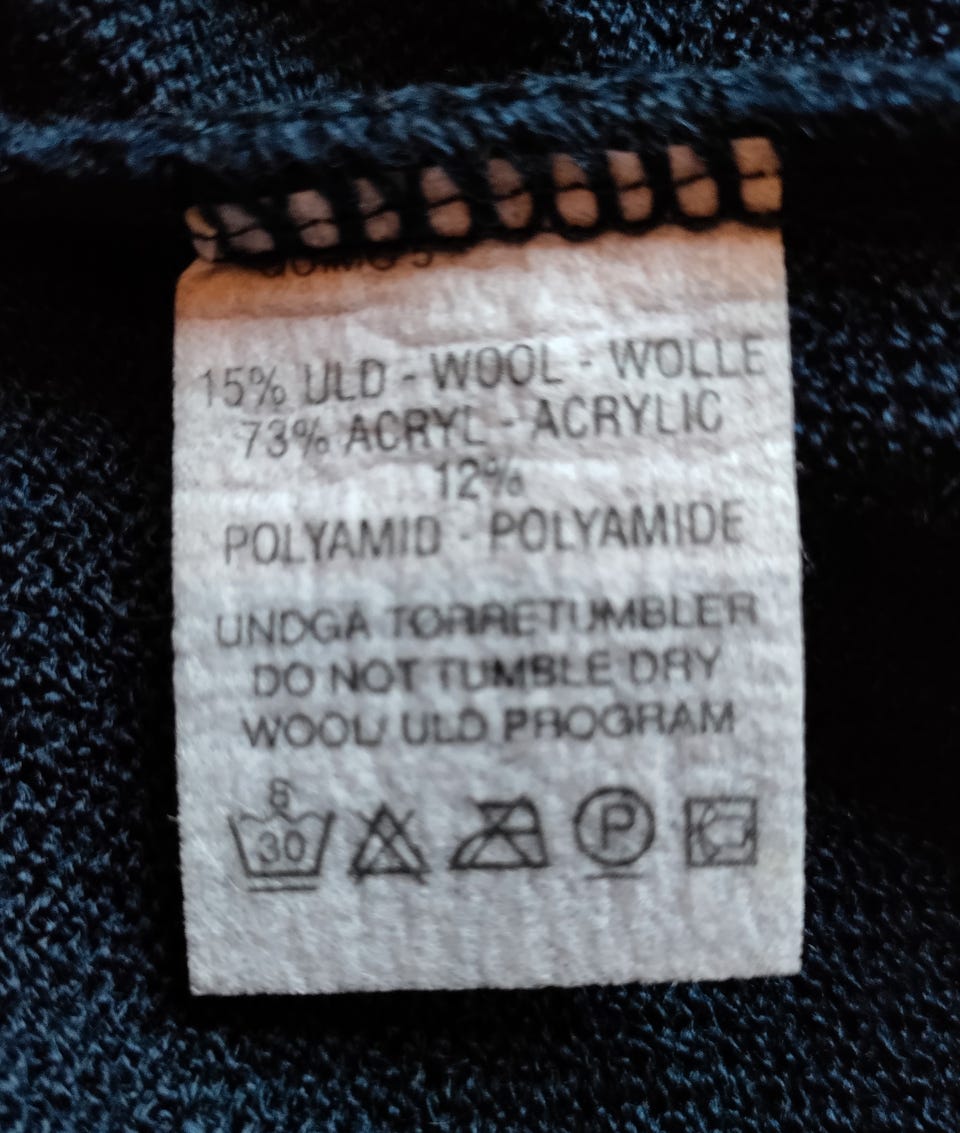 15% ULD - WOOL - WOLLE
73% ACRYL - ACRYLIC
12%
POLYAMID - POLYAMIDE
UNDGA TORRETUMBLER
DO NOT TUMBLE DRY
WOOL/ ULD PROGRAM
8
30
P